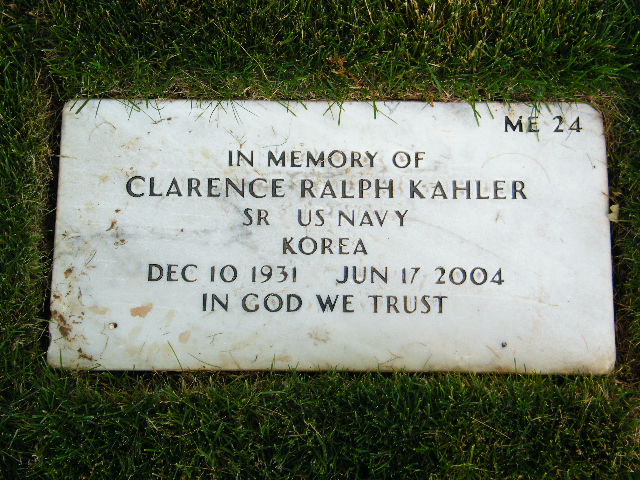 ME 24
IN MEMORY OF
CLARENCE RALPH KAHLER
SR US NAVY
KOREA
DEC 10 1931 JUN 17 2004
IN GOD WE TRUST